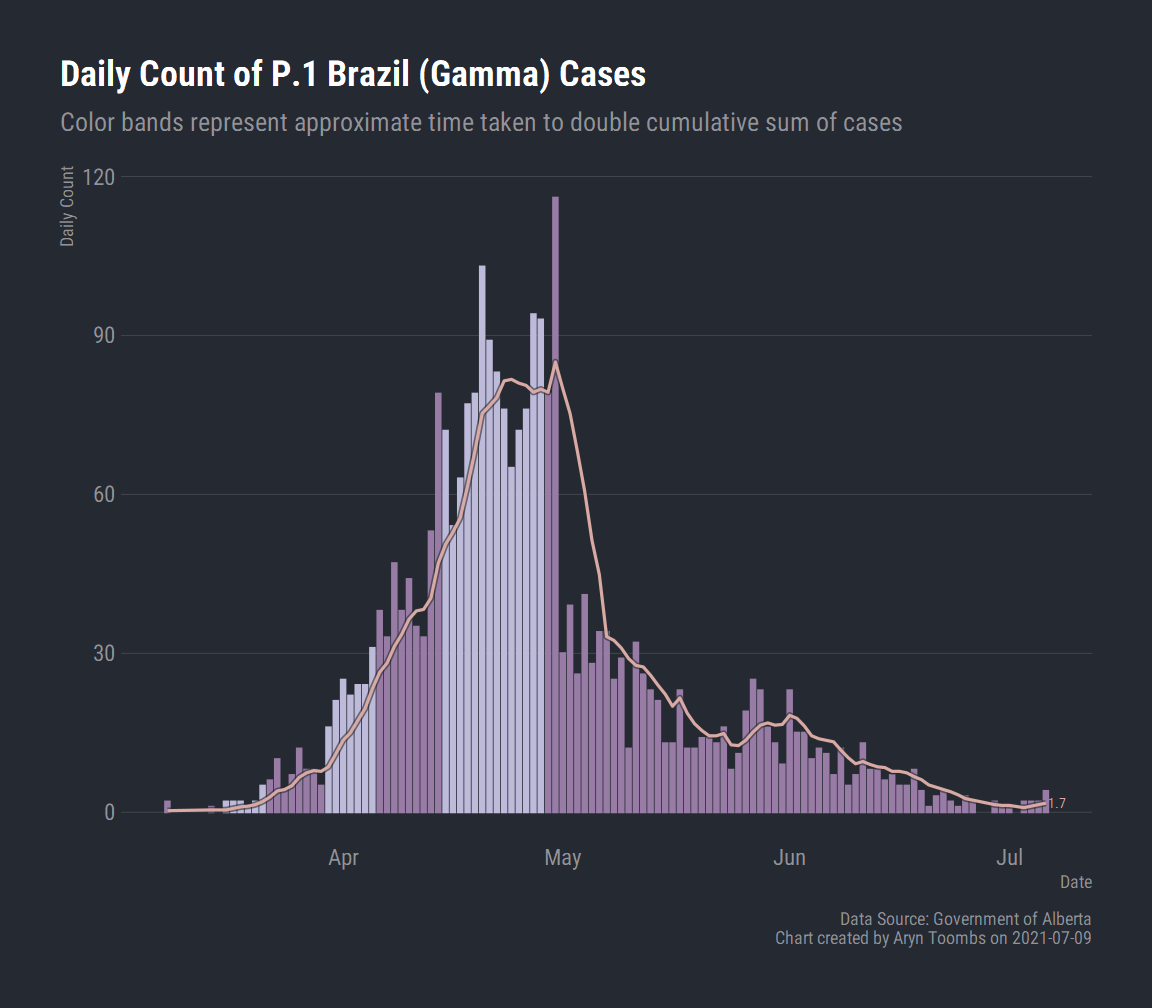 Daily Count of P.1 Brazil (Gamma) Cases
Color bands represent approximate time taken to double cumulative sum of cases
Daily Count
120
90
60
30
0
1.7
Apr May Jun Jul
Date
Data Source: Government of Alberta
Chart created by Aryn Toombs on 2021-07-09